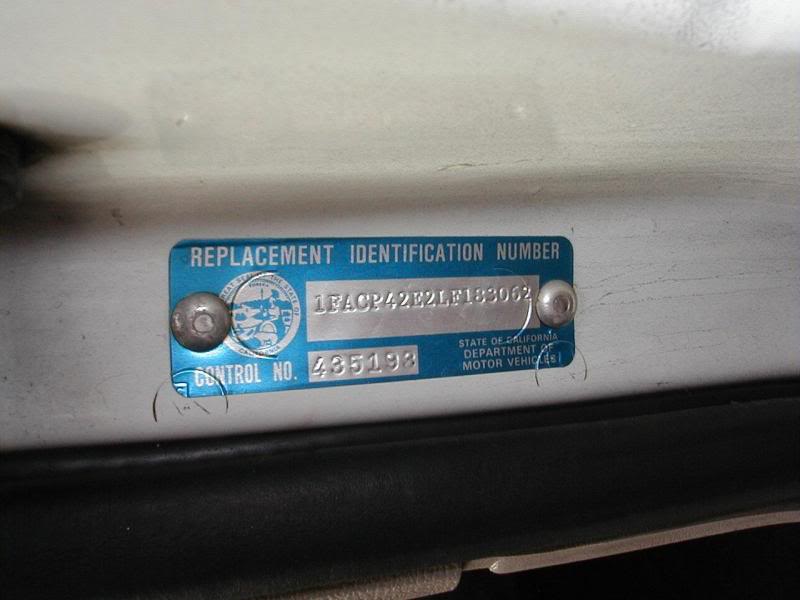 REPLACEMENT IDENTIFICATION NUMBER
1FACP42E2LF183062
CONTROL NO. 435198
STATE OF CALIFORNIA
DEPARTMENT OF
MOTOR VEHICLES